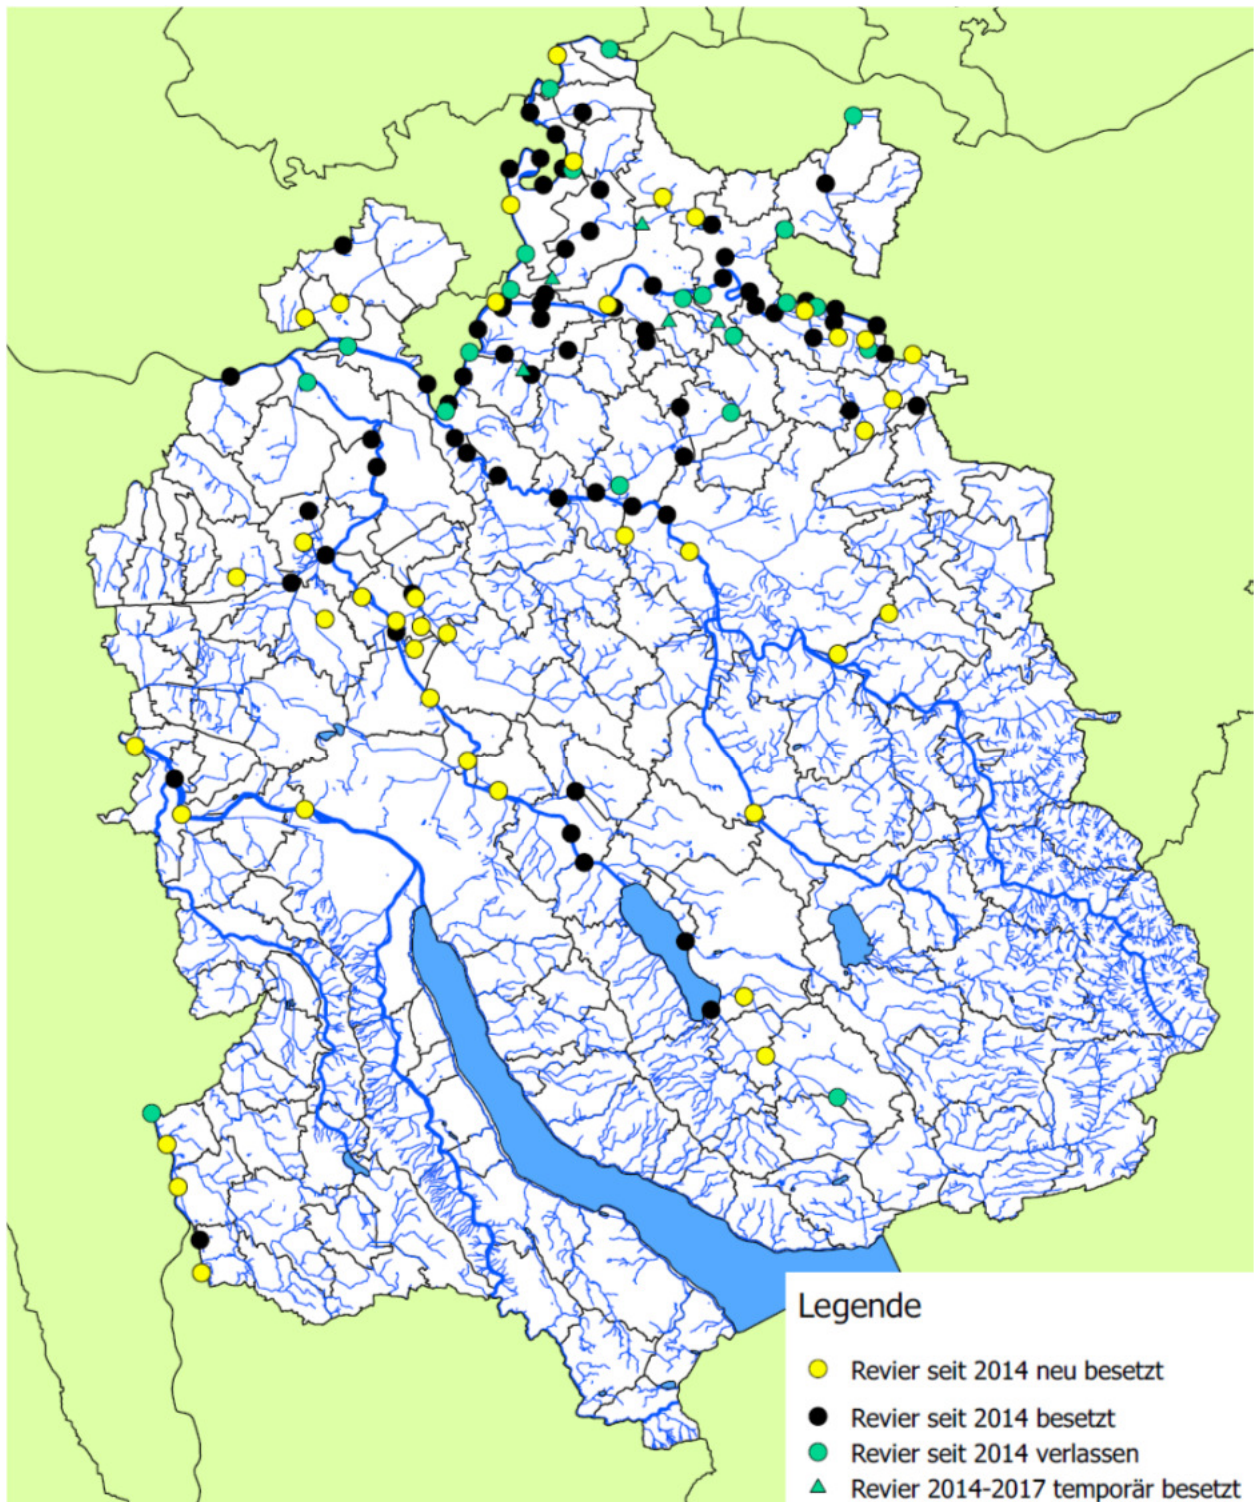 Legende
Revier seit 2014 neu besetzt
Revier seit 2014 besetzt
Revier seit 2014 verlassen
Revier 2014-2017 temporär besetzt